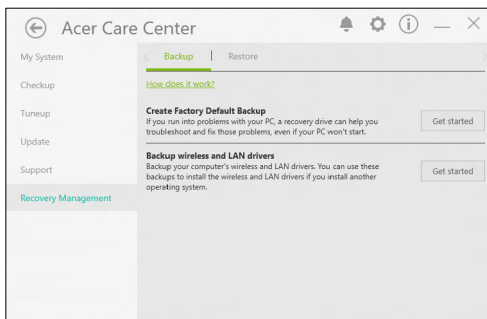 Acer Care Center
My System
Checkup
Tuneup
Update
Support
Recovery Management
Backup
Restore
How does it work?
Create Factory Default Backup
If you run into problems with your PC, a recovery drive can help you
troubleshoot and fix those problems, even if your PC won't start.
Get started
Backup wireless and LAN drivers
Backup your computer's wireless and LAN drivers. You can use these
backups to install the wireless and LAN drivers if you install another
operating system.
Get started